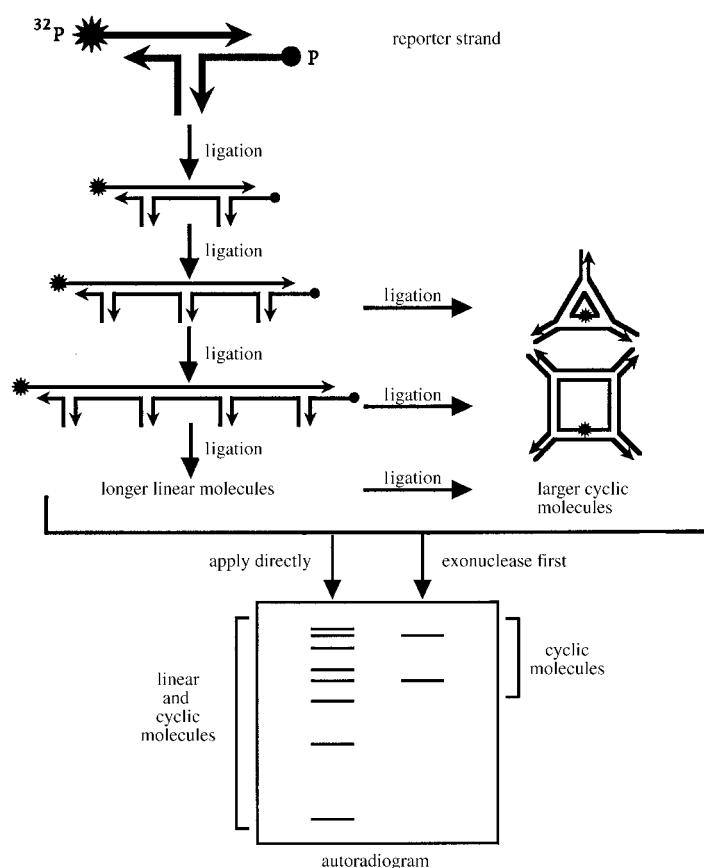 ³²P
reporter strand
P
ligation
ligation
ligation
ligation
ligation
ligation
longer linear molecules
ligation
ligation
larger cyclic
molecules
apply directly
exonuclease first
linear
and
cyclic
molecules
cyclic
molecules
autoradiogram